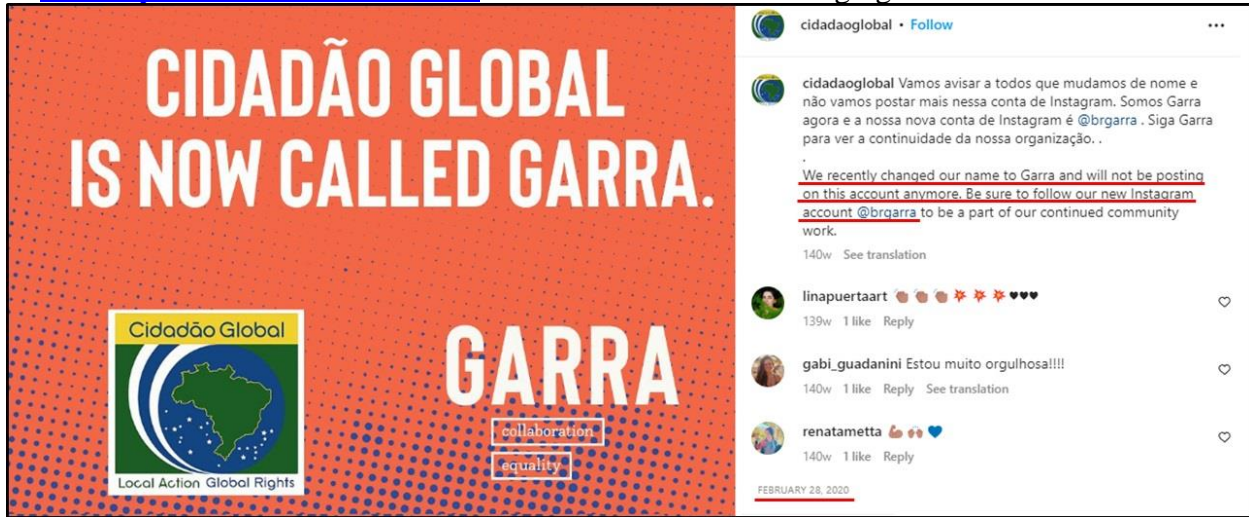 CIDADÃO GLOBAL
IS NOW CALLED GARRA.
Cidadão Global
Local Action Global Rights
GARRA
collaboration
equality
cidadaoglobal • Follow
cidadaoglobal Vamos avisar a todos que mudamos de nome e
não vamos postar mais nessa conta de Instagram. Somos Garra
agora e a nossa nova conta de Instagram é @brgarra . Siga Garra
para ver a continuidade da nossa organização. .
.
We recently changed our name to Garra and will not be posting
on this account anymore. Be sure to follow our new Instagram
account @brgarra to be a part of our continued community
work.
140w See translation
linapuertaart 👏🏽👏🏽👏🏽💥💥💥♥♥♥
139w 1 like Reply
gabi_guadanini Estou muito orgulhosa!!!!
140w 1 like Reply See translation
renatametta 💪🏽🙌🏽💙
140w 1 like Reply
FEBRUARY 28, 2020